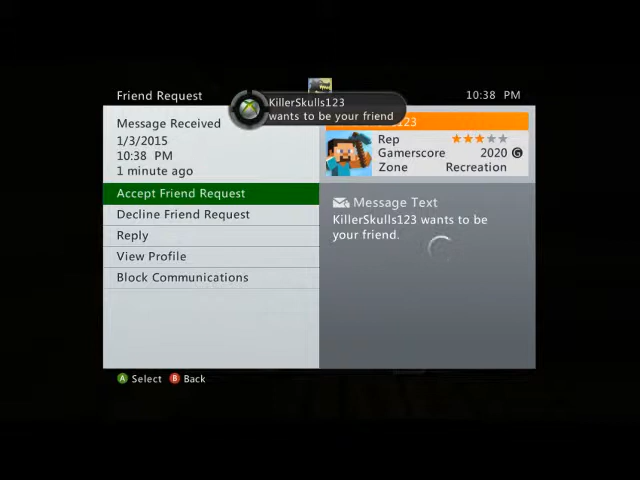 Friend Request
10:38 PM
KillerSkulls123
wants to be your friend
Message Received
1/3/2015
10:38 PM
1 minute ago
Accept Friend Request
Decline Friend Request
Reply
View Profile
Block Communications
123
Rep
Gamerscore 2020 G
Zone Recreation
Message Text
KillerSkulls123 wants to be
your friend.
A Select B Back